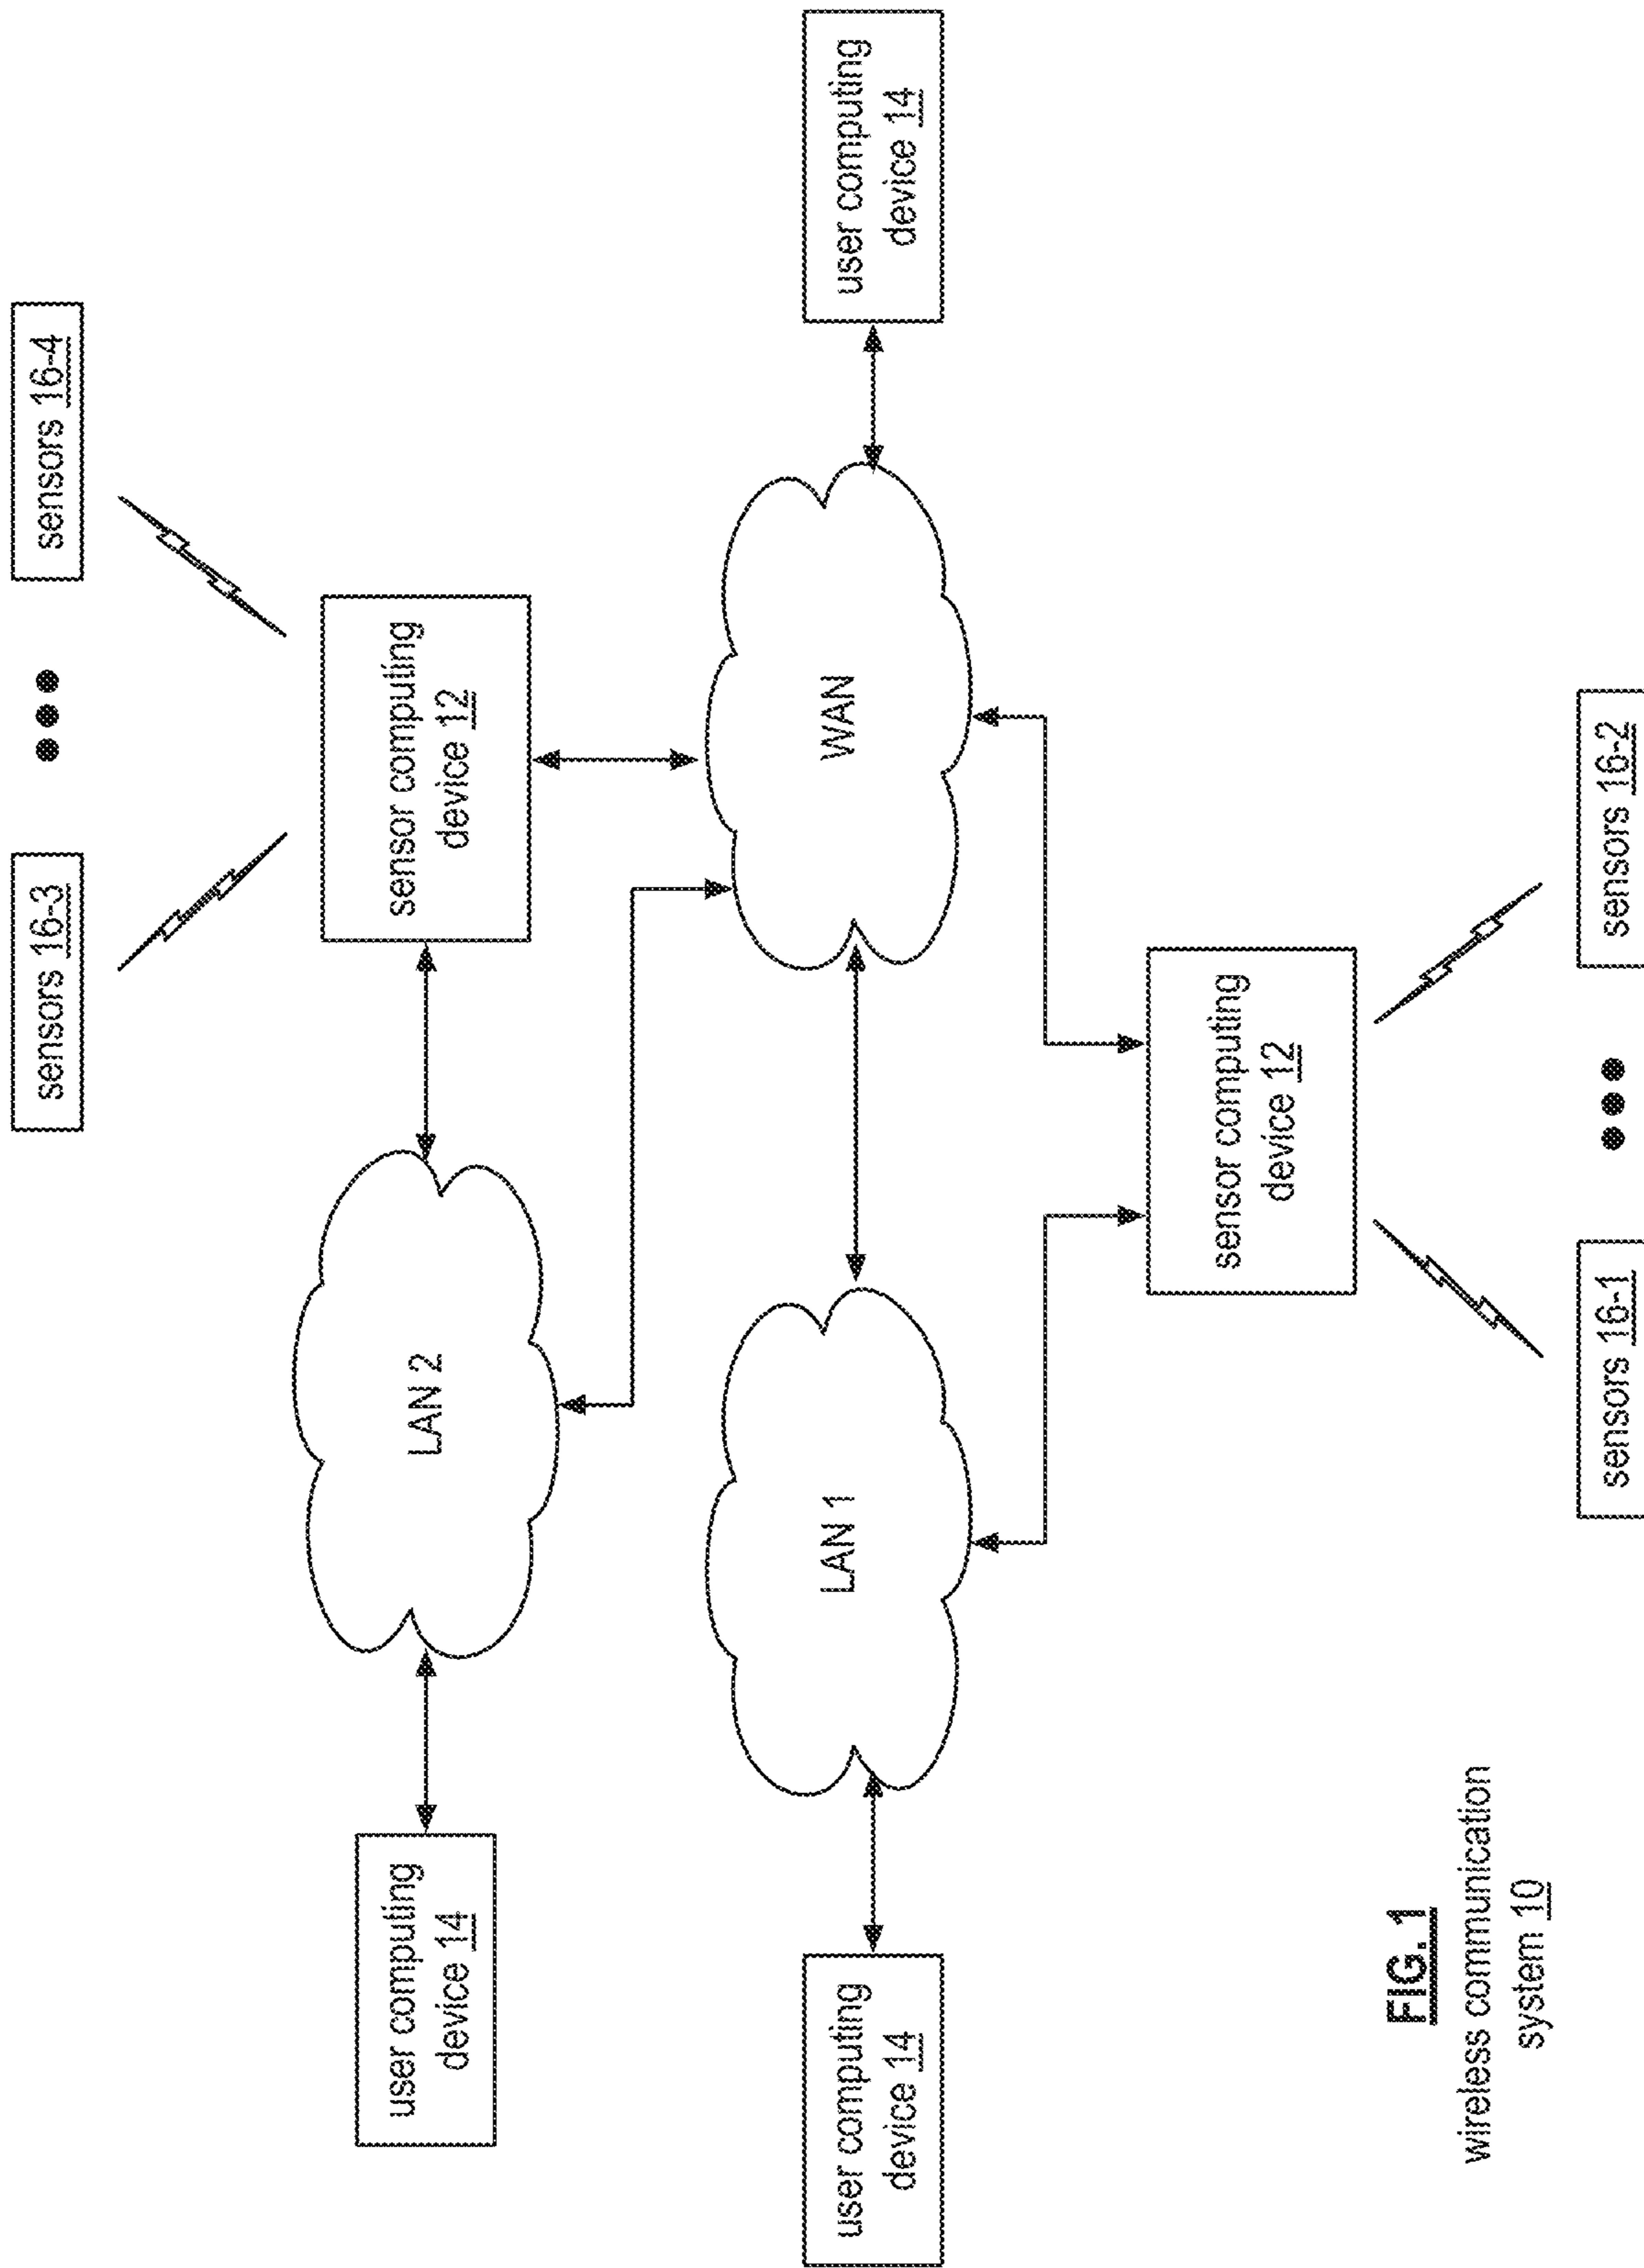 sensors 16-3
sensors 16-4
user computing
device 14
LAN 2
sensor computing
device 12
user computing
device 14
LAN 1
WAN
user computing
device 14
sensor computing
device 12
sensors 16-1
sensors 16-2
FIG. 1
wireless communication
system 10